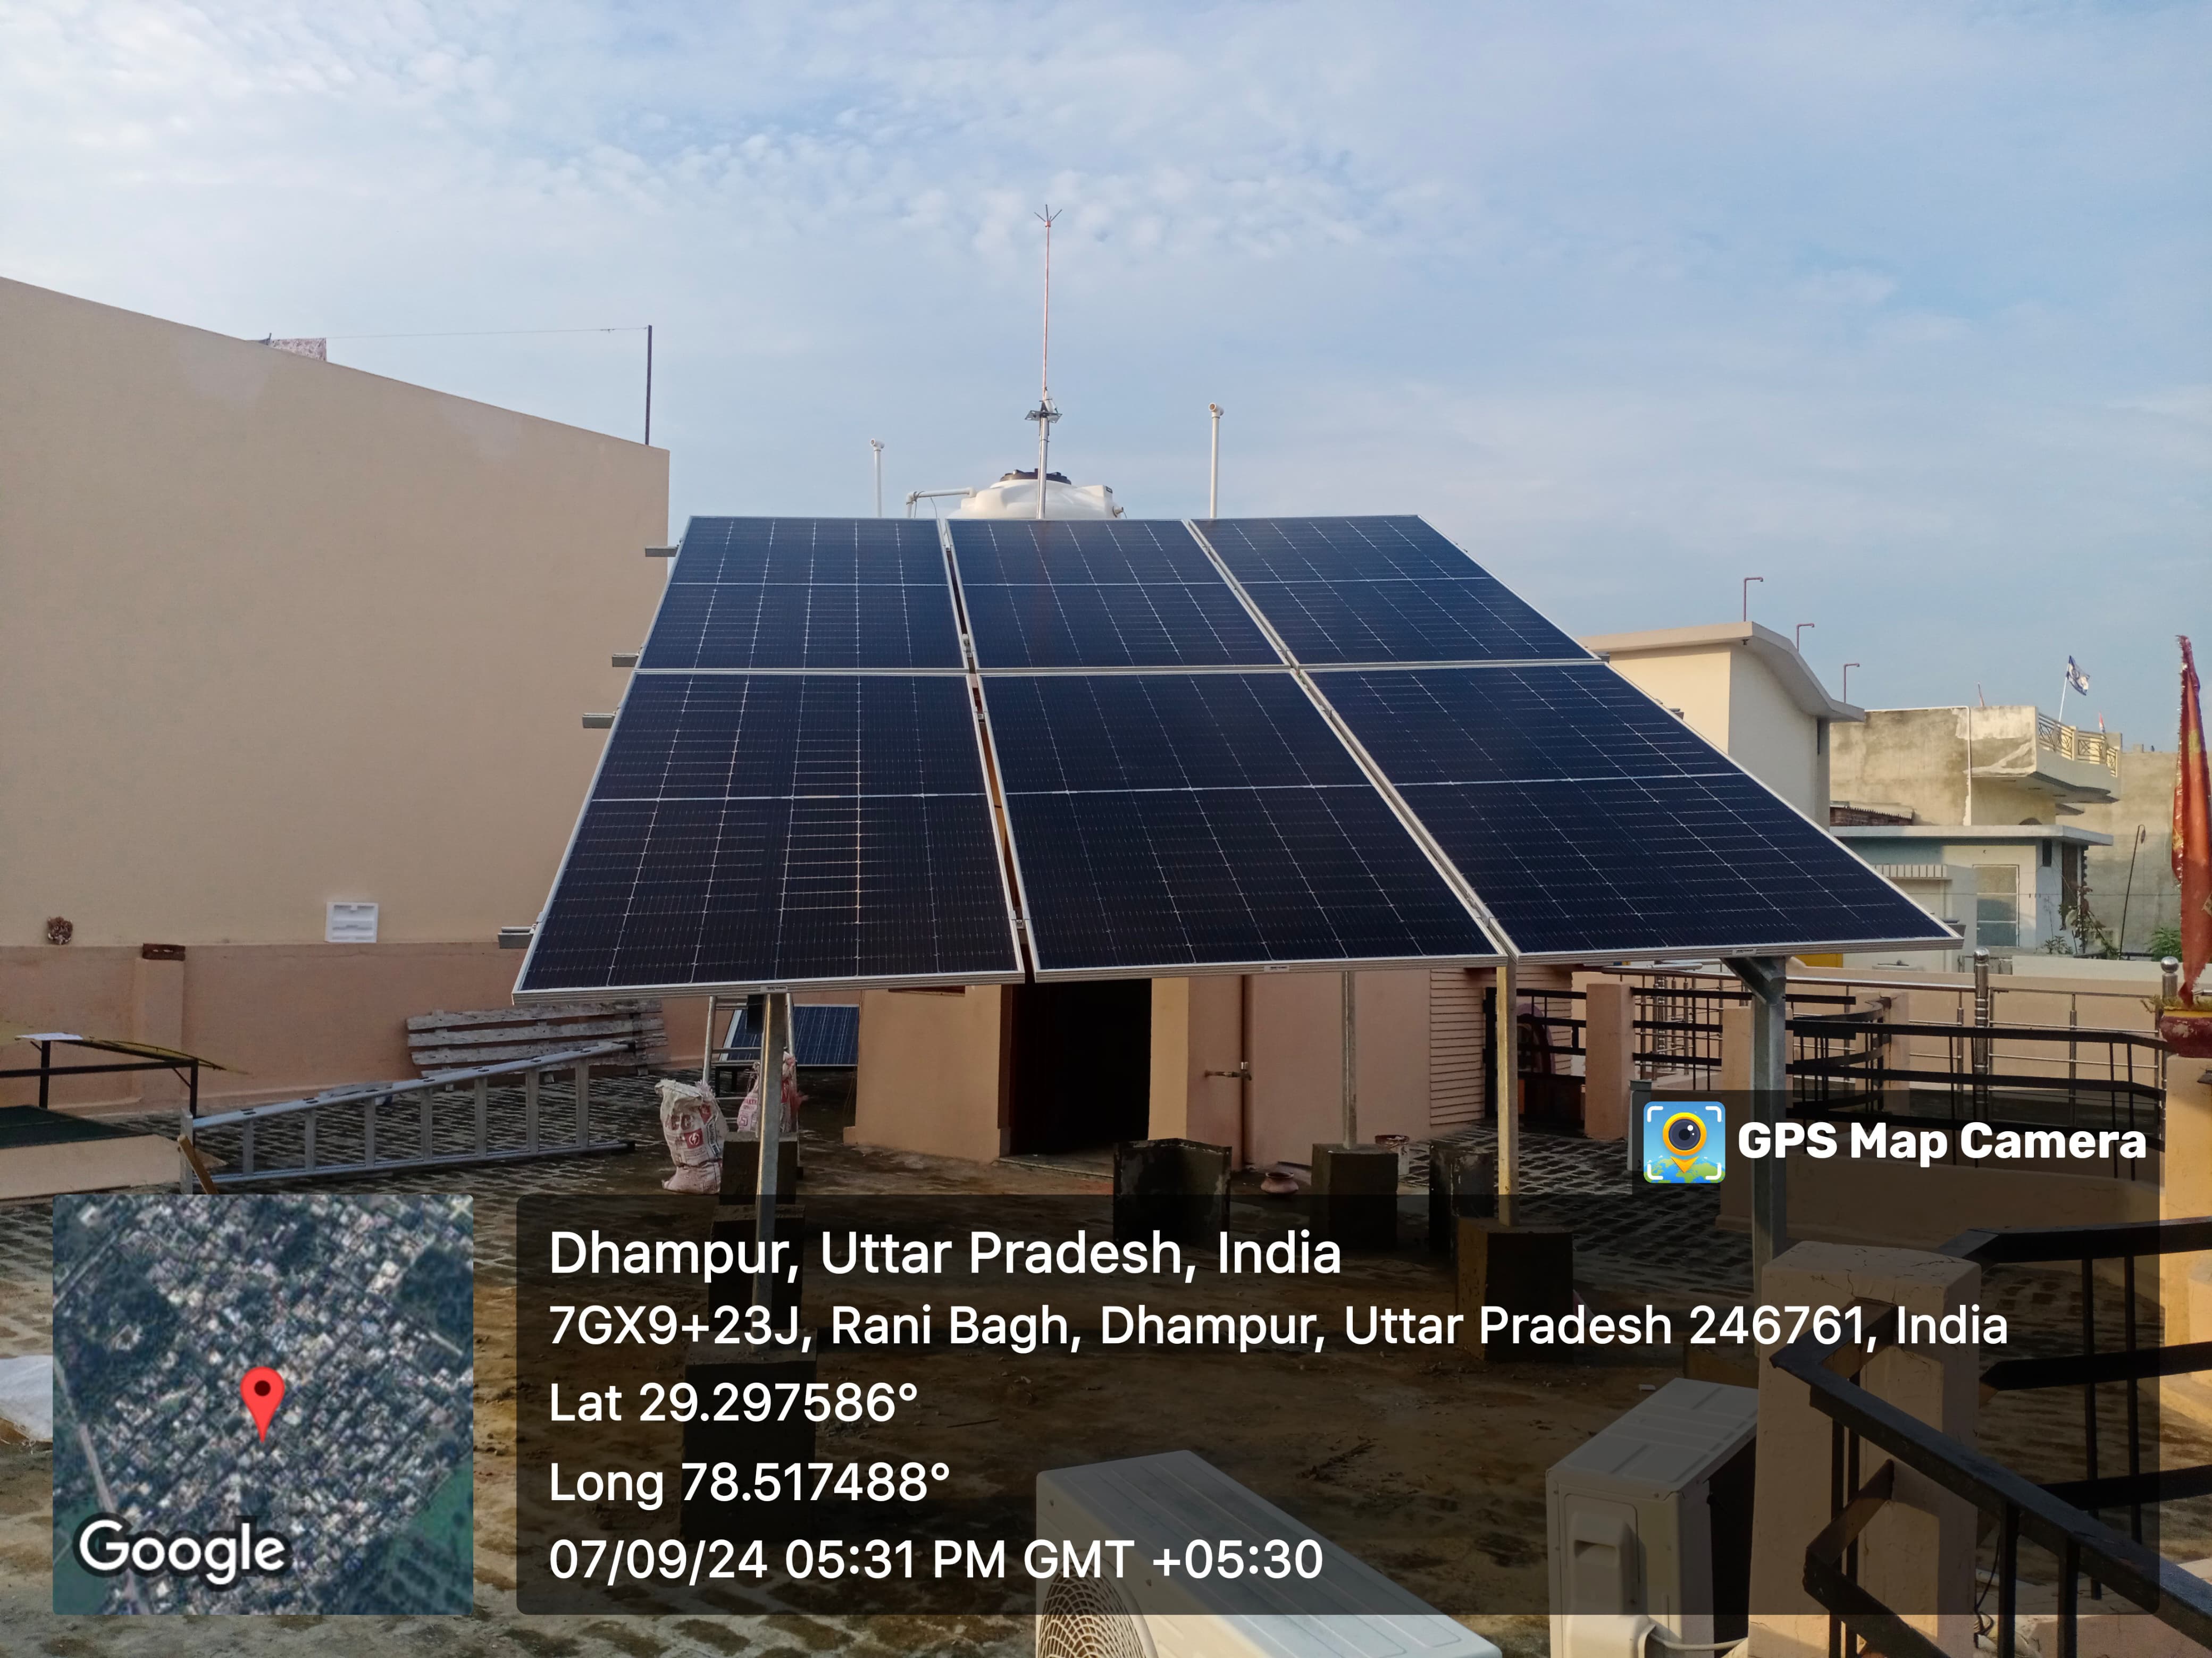 GPS Map Camera
Dhampur, Uttar Pradesh, India
7GX9+23J, Rani Bagh, Dhampur, Uttar Pradesh 246761, India
Lat 29.297586°
Long 78.517488°
07/09/24 05:31 PM GMT +05:30
Google